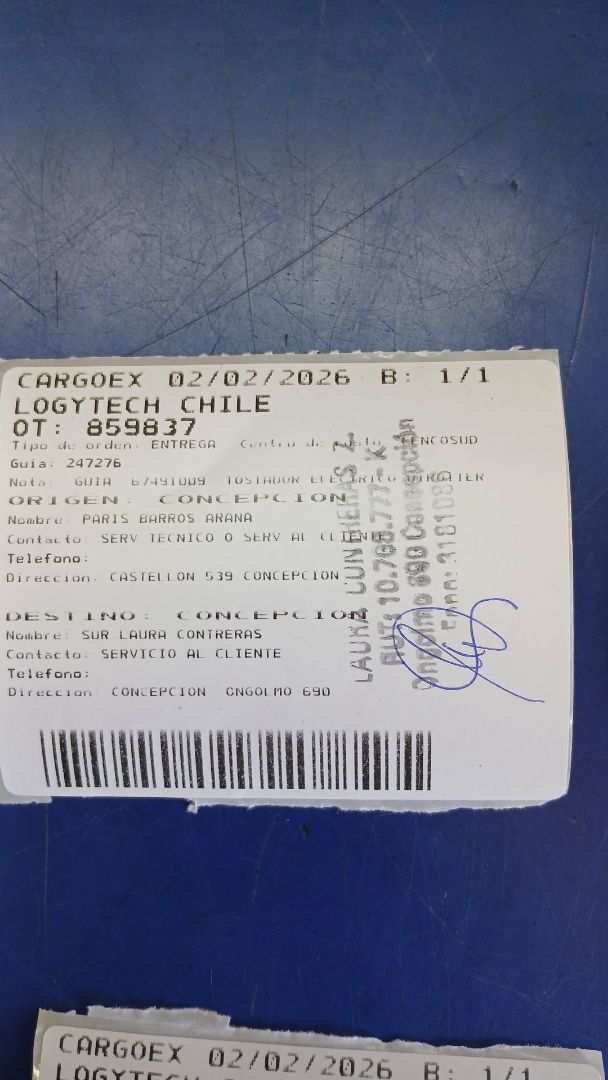 CARGOEX 02/02/2026 B: 1/1
LOGYTECH CHILE
OT: 859837
Tipo de orden: ENTREGA Centro de CENCOSUD
Guia: 247276
Nota: GUIA 67491009 TOSTADOR ELECTRICO
ORIGEN: CONCEPCION
Nombre: PARIS BARROS ARANA
Contacto: SERV TECNICO O SERV AL CLIENTE
Telefono:
Direccion: CASTELLON 539 CONCEPCION
DESTINO: CONCEPCION
Nombre: SUR LAURA CONTRERAS
Contacto: SERVICIO AL CLIENTE
Telefono:
Direccion: CONCEPCION ONGOLMO 690
LAURA CONTRERAS Z.
RUT: 10.700.777-K
Ongolmo 690 Concepción
CARGOEX 02/02/2026 B: 1/1